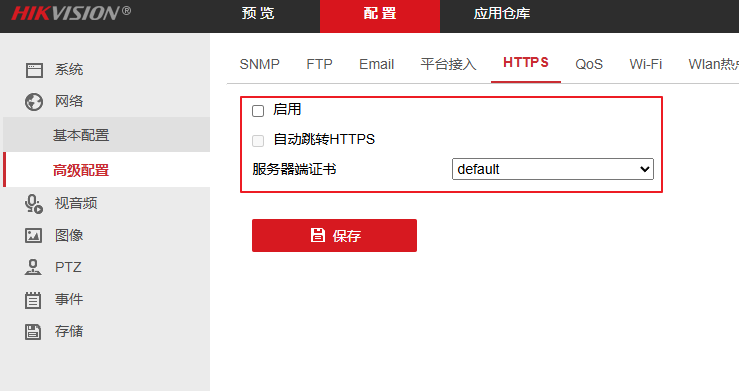 HIKVISION®
预 览
配 置
应用仓库
系统
网络
基本配置
高级配置
视音频
图像
PTZ
事件
存储
SNMP FTP Email 平台接入 HTTPS QoS Wi-Fi Wlan热
启用
自动跳转HTTPS
服务器端证书 default
保存